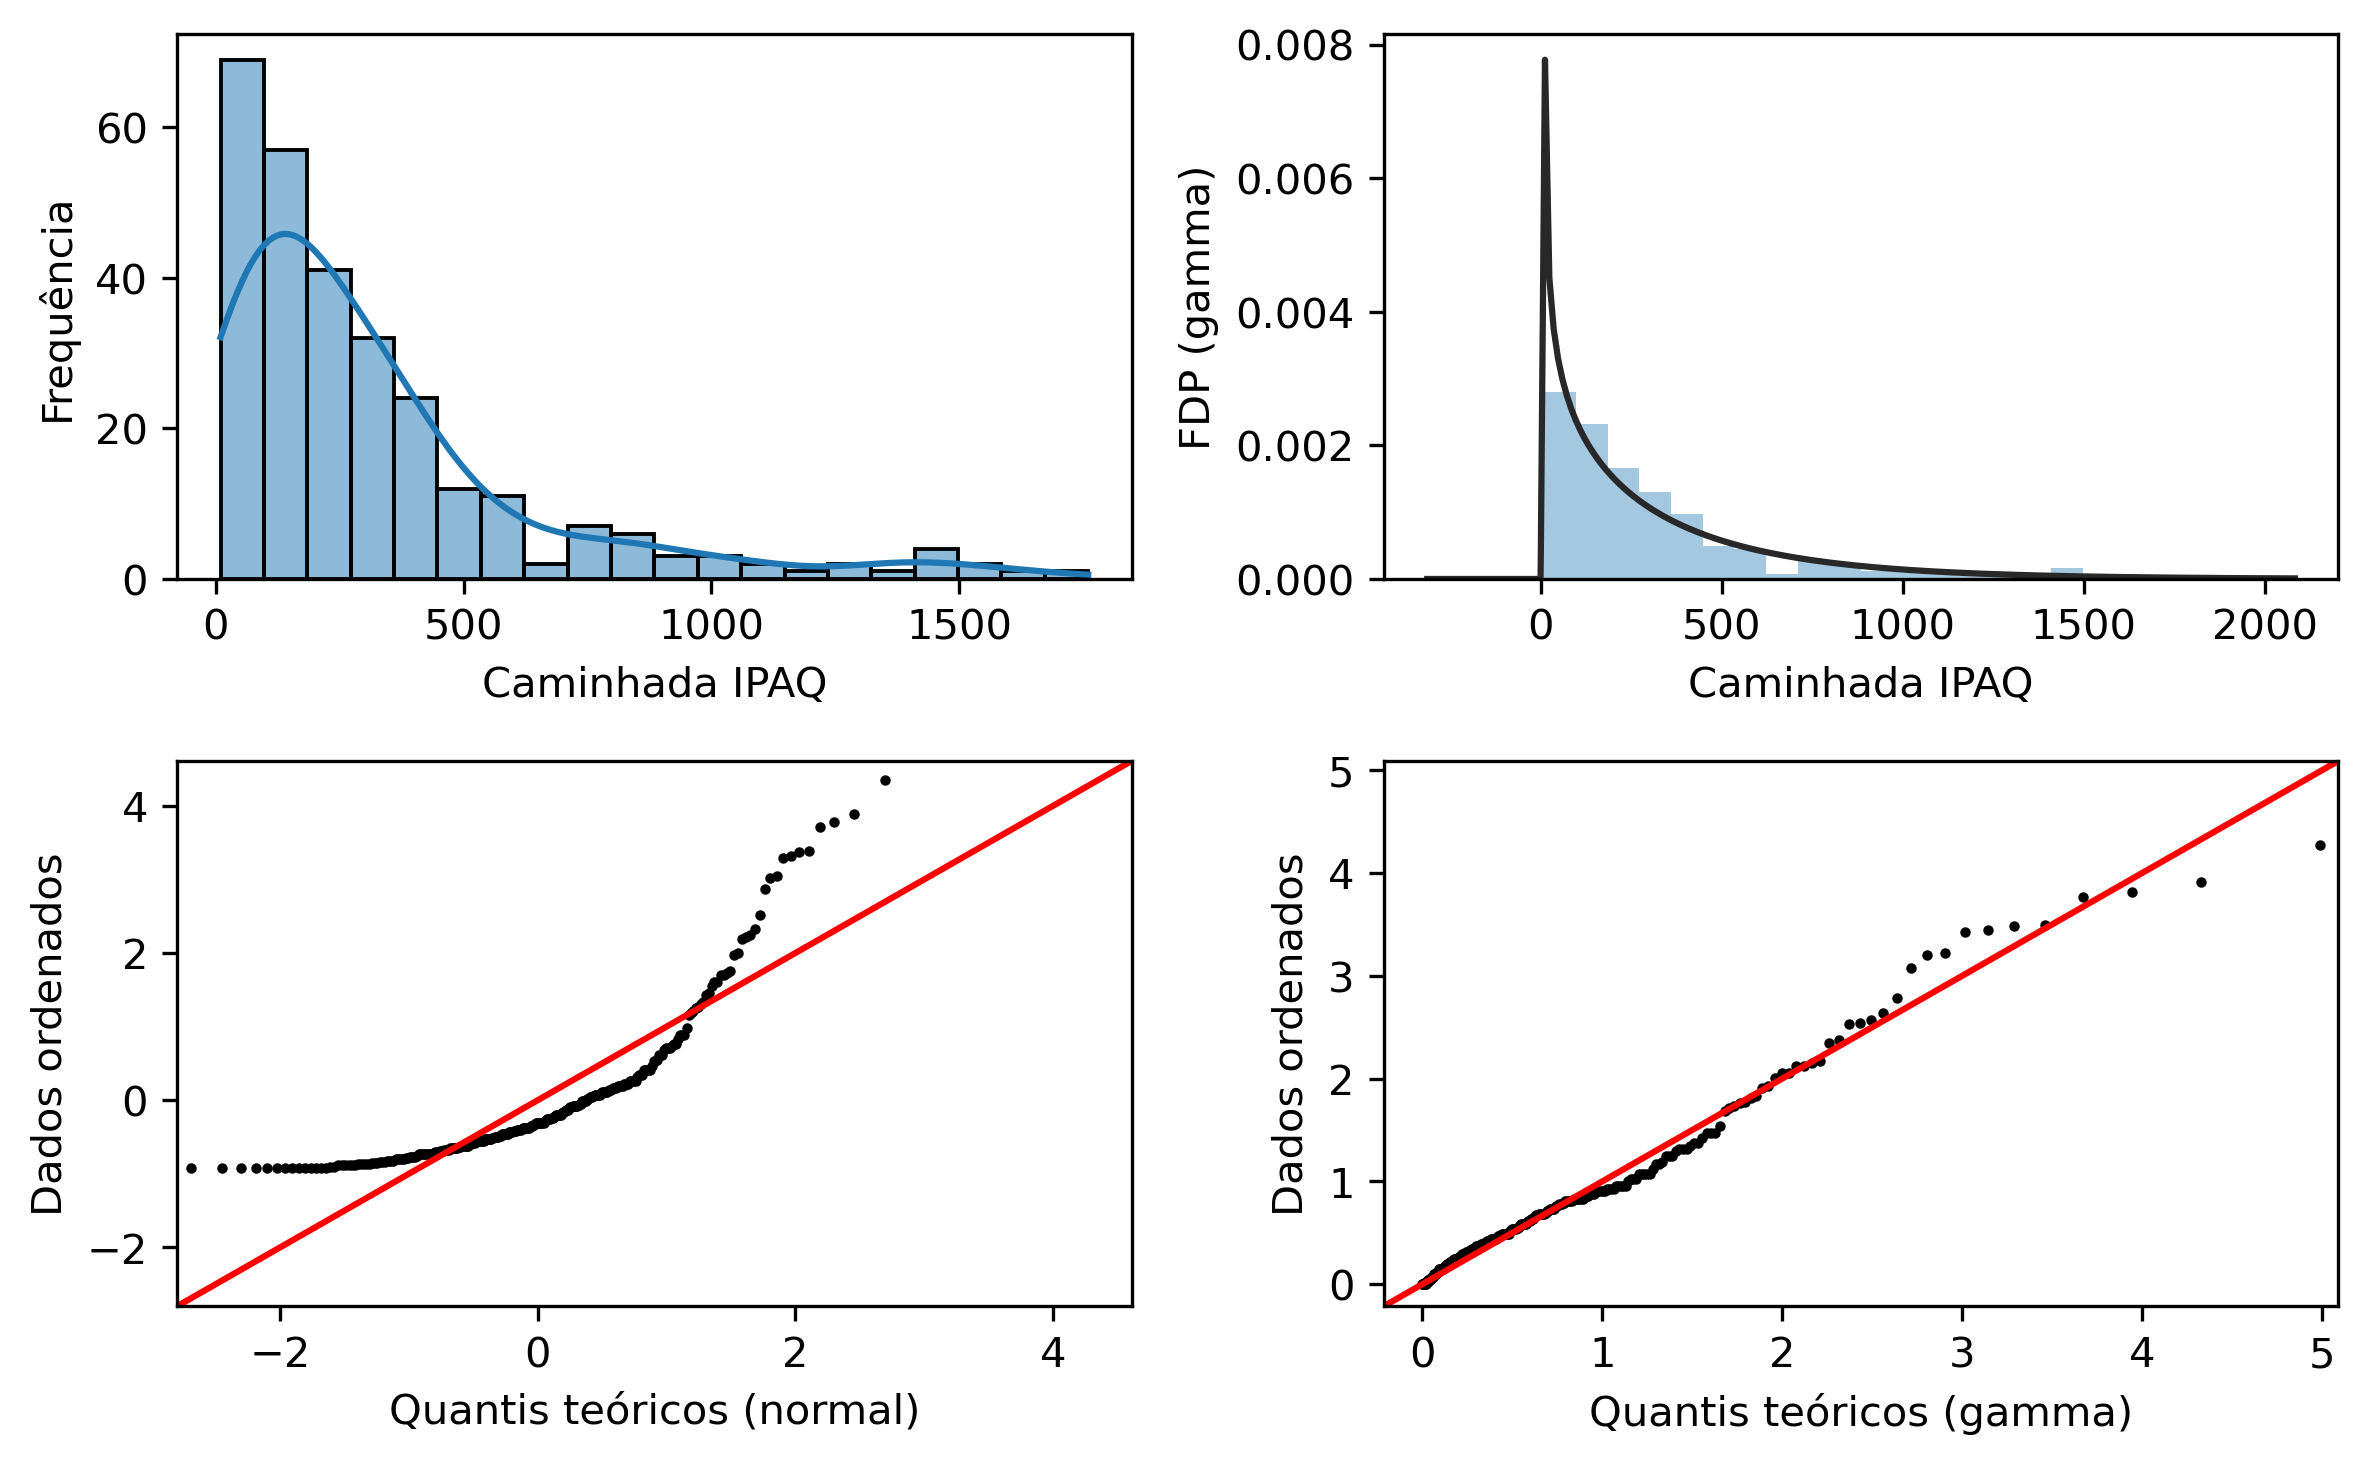 Frequência
60
40
20
0
0 500 1000 1500
Caminhada IPAQ
FDP (gamma)
0.008
0.006
0.004
0.002
0.000
0 500 1000 1500 2000
Caminhada IPAQ
Dados ordenados
4
2
0
−2
−2 0 2 4
Quantis teóricos (normal)
Dados ordenados
5
4
3
2
1
0
0 1 2 3 4 5
Quantis teóricos (gamma)